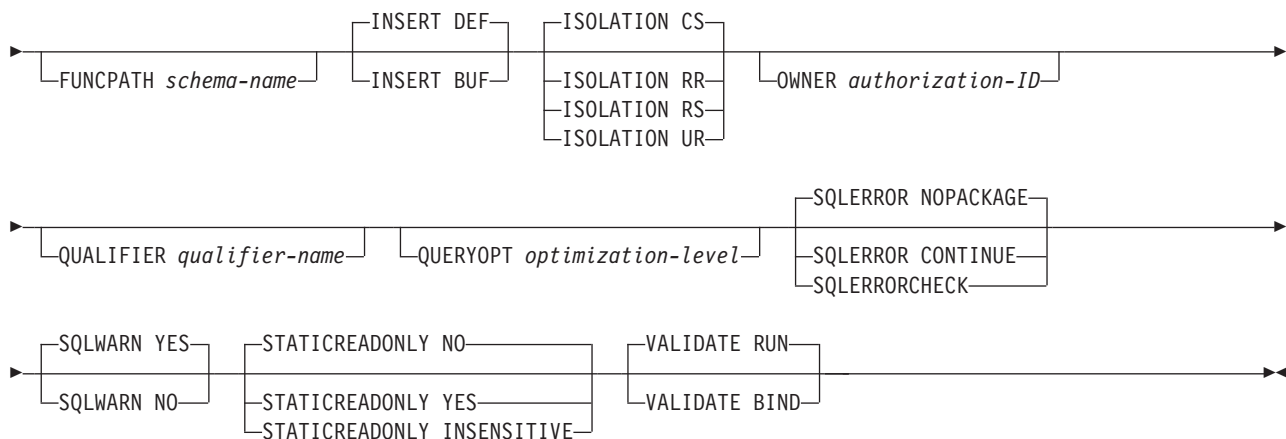 INSERT DEF
ISOLATION CS
FUNCPATH schema-name
INSERT BUF
ISOLATION RR
OWNER authorization-ID
ISOLATION RS
ISOLATION UR
SQLERROR NOPACKAGE
QUALIFIER qualifier-name
QUERYOPT optimization-level
SQLERROR CONTINUE
SQLERRORCHECK
SQLWARN YES
STATICREADONLY NO
VALIDATE RUN
SQLWARN NO
STATICREADONLY YES
VALIDATE BIND
STATICREADONLY INSENSITIVE